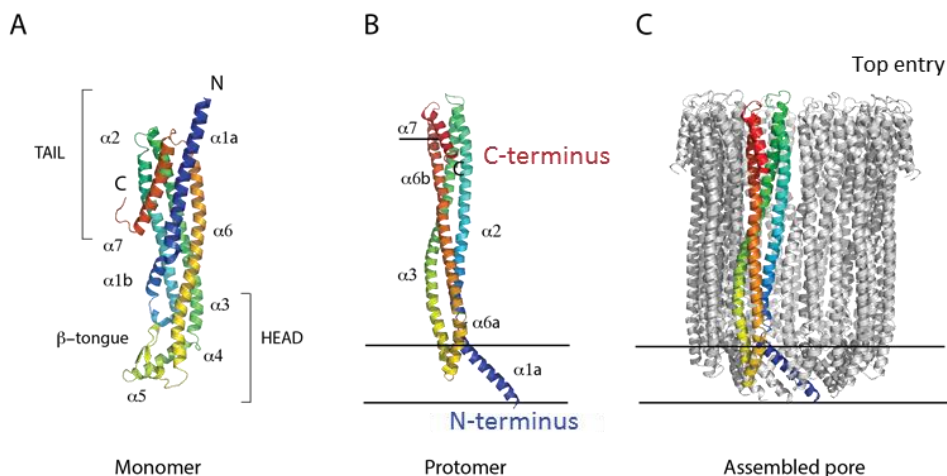 A
B
C
N
Top entry
α2
α1a
α7
TAIL
C-terminus
C
C
α6b
α6
α2
α7
α3
α1b
α3
α6a
β-tongue
HEAD
α4
α1a
α5
N-terminus
Monomer
Protomer
Assembled pore